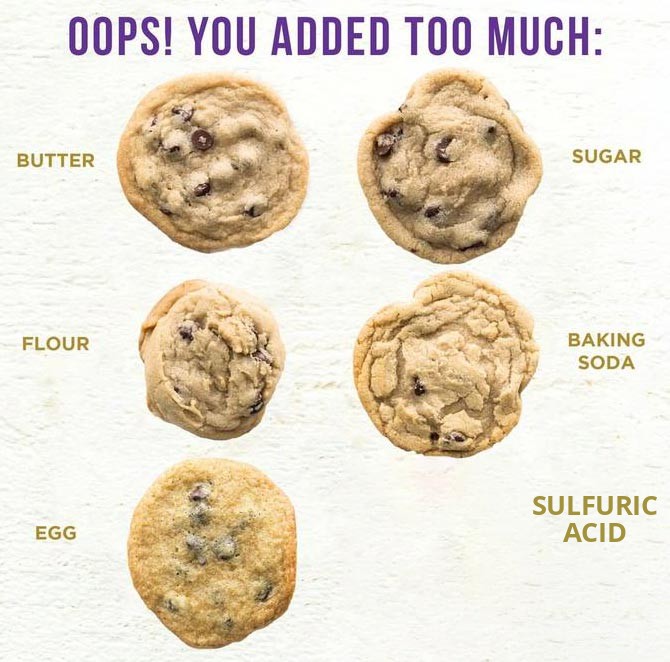 OOPS! YOU ADDED TOO MUCH:
BUTTER
SUGAR
FLOUR
BAKING
SODA
EGG
SULFURIC
ACID